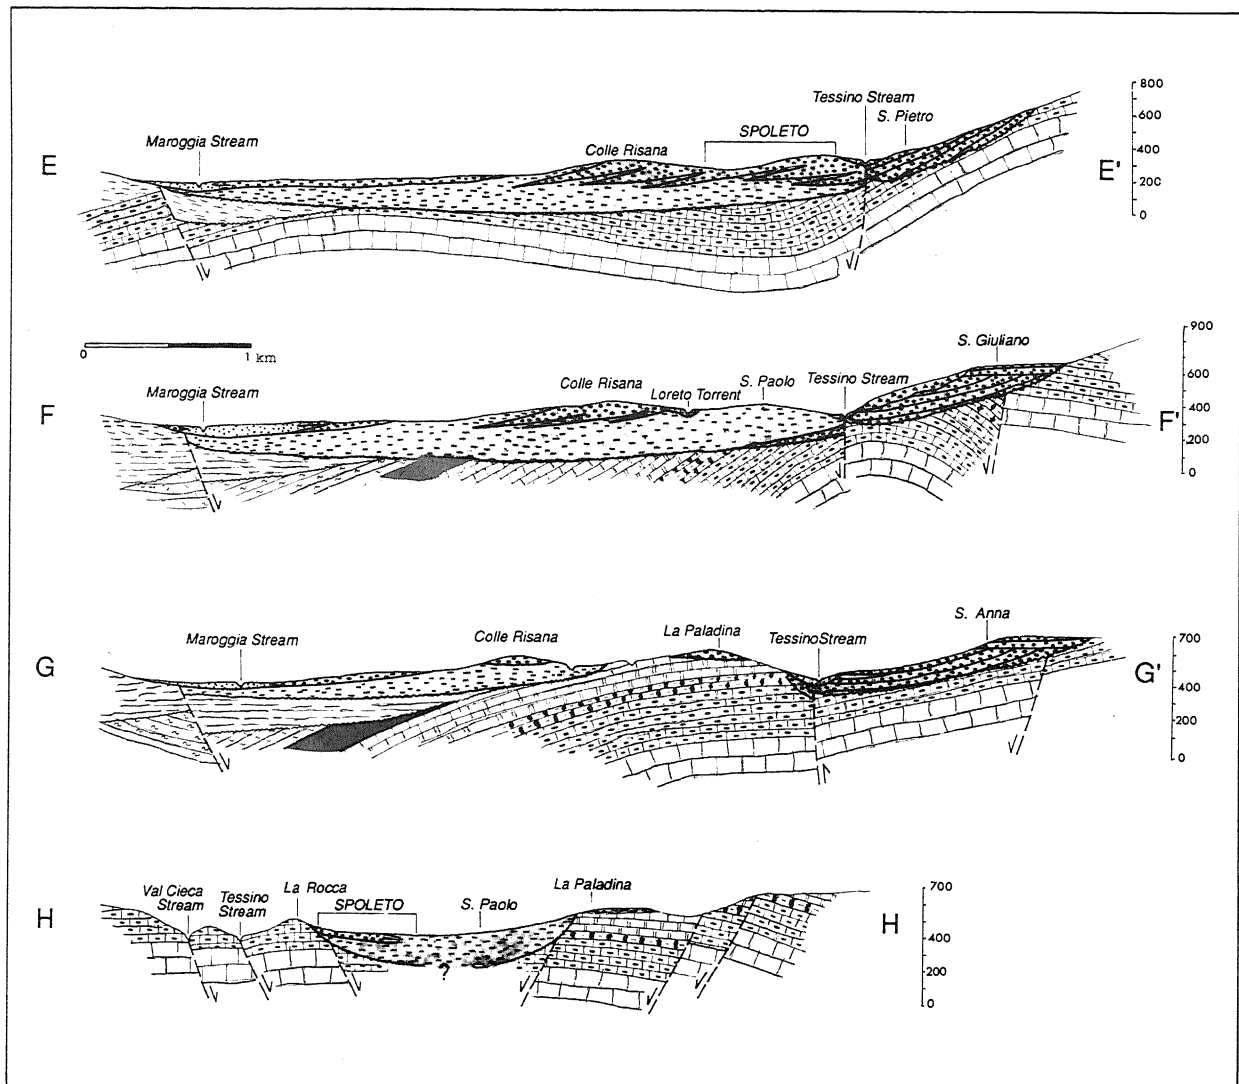 E
Maroggia Stream
Colle Risana
SPOLETO
Tessino Stream
S. Pietro
E'
800
600
400
200
0
0 1 km
F
Maroggia Stream
Colle Risana
Loreto Torrent
S. Paolo
Tessino Stream
S. Giuliano
F'
900
600
400
200
0
G
Maroggia Stream
Colle Risana
La Paladina
Tessino Stream
S. Anna
G'
700
400
200
0
H
Val Cieca
Stream
Tessino
Stream
La Rocca
SPOLETO
S. Paolo
La Paladina
?
H
700
400
200
0